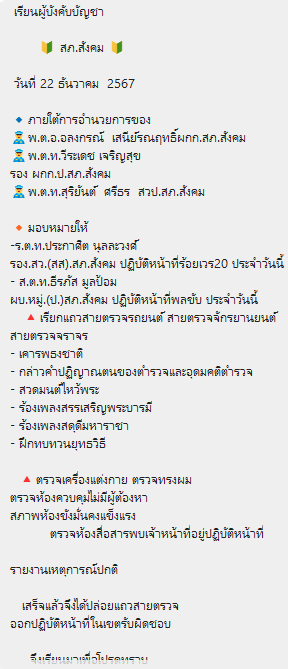 เรียนผู้บังคับบัญชา
🔰 สภ.สังคม 🔰
วันที่ 22 ธันวาคม 2567
🔹ภายใต้การอำนวยการของ
👮พ.ต.อ.อลงกรณ์ เสนีย์รณฤทธิ์ผกก.สภ.สังคม
👮พ.ต.ท.วีระเดช เจริญสุข
รอง ผกก.ป.สภ.สังคม
👮พ.ต.ท.สุริยันต์ ศรีธร สวป.สภ.สังคม
🔸มอบหมายให้
-ร.ต.ท.ประกาศิต นุลละวงศ์
รอง.สว.(สส).สภ.สังคม ปฏิบัติหน้าที่ร้อยเวร20 ประจำวันนี้
- ส.ต.ท.ธีรภัส มูลป้อม
ผบ.หมู่.(ป.)สภ.สังคม ปฏิบัติหน้าที่พลขับ ประจำวันนี้
🔺เรียกแถวสายตรวจรถยนต์ สายตรวจจักรยานยนต์
สายตรวจจราจร
- เคารพธงชาติ
- กล่าวคำปฏิญาณตนของตำรวจและอุดมคติตำรวจ
- สวดมนต์ไหว้พระ
- ร้องเพลงสรรเสริญพระบารมี
- ร้องเพลงสดุดีมหาราชา
- ฝึกทบทวนยุทธวิธี
🔺ตรวจเครื่องแต่งกาย ตรวจทรงผม
ตรวจห้องควบคุมไม่มีผู้ต้องหา
สภาพห้องขังมั่นคงแข็งแรง
ตรวจห้องสื่อสารพบเจ้าหน้าที่อยู่ปฏิบัติหน้าที่
รายงานเหตุการณ์ปกติ
เสร็จแล้วจึงได้ปล่อยแถวสายตรวจ
ออกปฏิบัติหน้าที่ในเขตรับผิดชอบ
จึงเรียนมาเพื่อโปรดทราบ